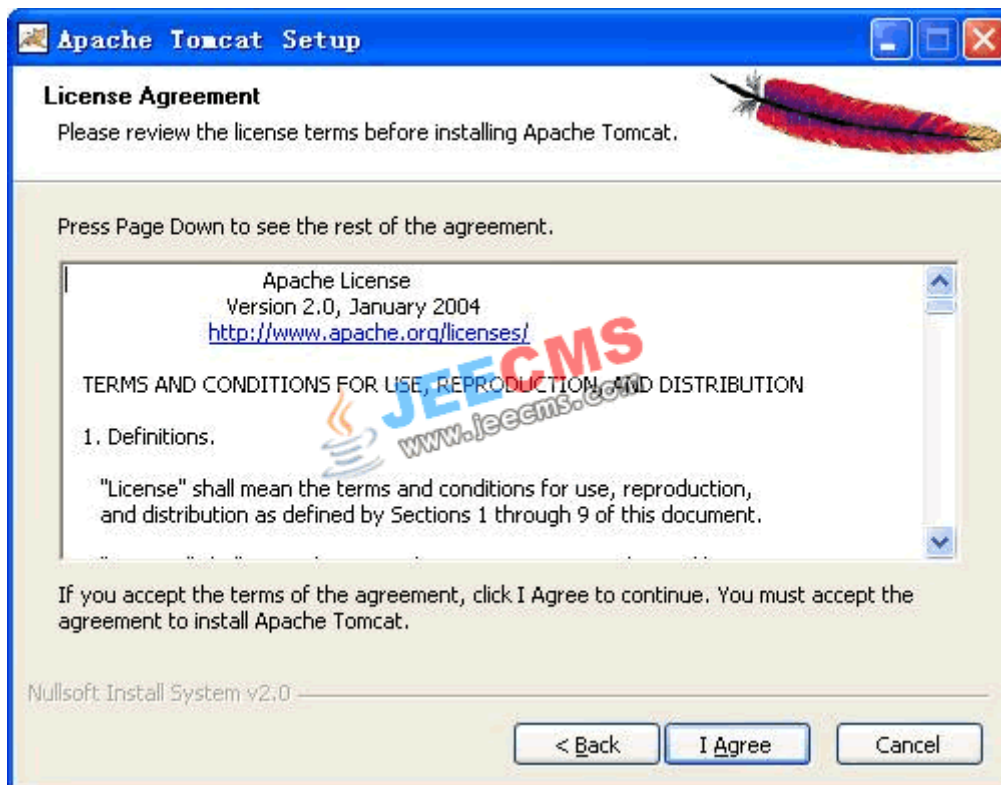 Apache Tomcat Setup
License Agreement
Please review the license terms before installing Apache Tomcat.
Press Page Down to see the rest of the agreement.
Apache License
Version 2.0, January 2004
http://www.apache.org/licenses/
TERMS AND CONDITIONS FOR USE, REPRODUCTION, AND DISTRIBUTION
JEECMS
www.jeecms.com
1. Definitions.
"License" shall mean the terms and conditions for use, reproduction,
and distribution as defined by Sections 1 through 9 of this document.
If you accept the terms of the agreement, click I Agree to continue. You must accept the
agreement to install Apache Tomcat.
Nullsoft Install System v2.0
< Back
I Agree
Cancel